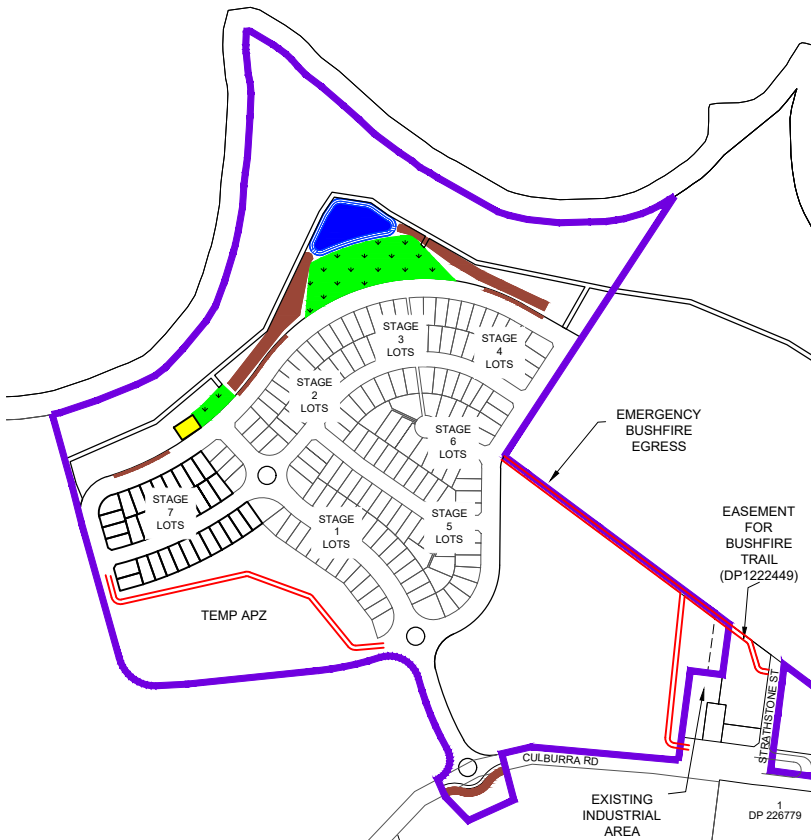 STAGE
3
LOTS
STAGE
4
LOTS
STAGE
2
LOTS
EMERGENCY
BUSHFIRE
EGRESS
STAGE
6
LOTS
STAGE
7
LOTS
STAGE
1
LOTS
STAGE
5
LOTS
EASEMENT
FOR
BUSHFIRE
TRAIL
(DP1222449)
TEMP APZ
STRATHSTONE ST
CULBURRA RD
EXISTING
INDUSTRIAL
AREA
1
DP 226779